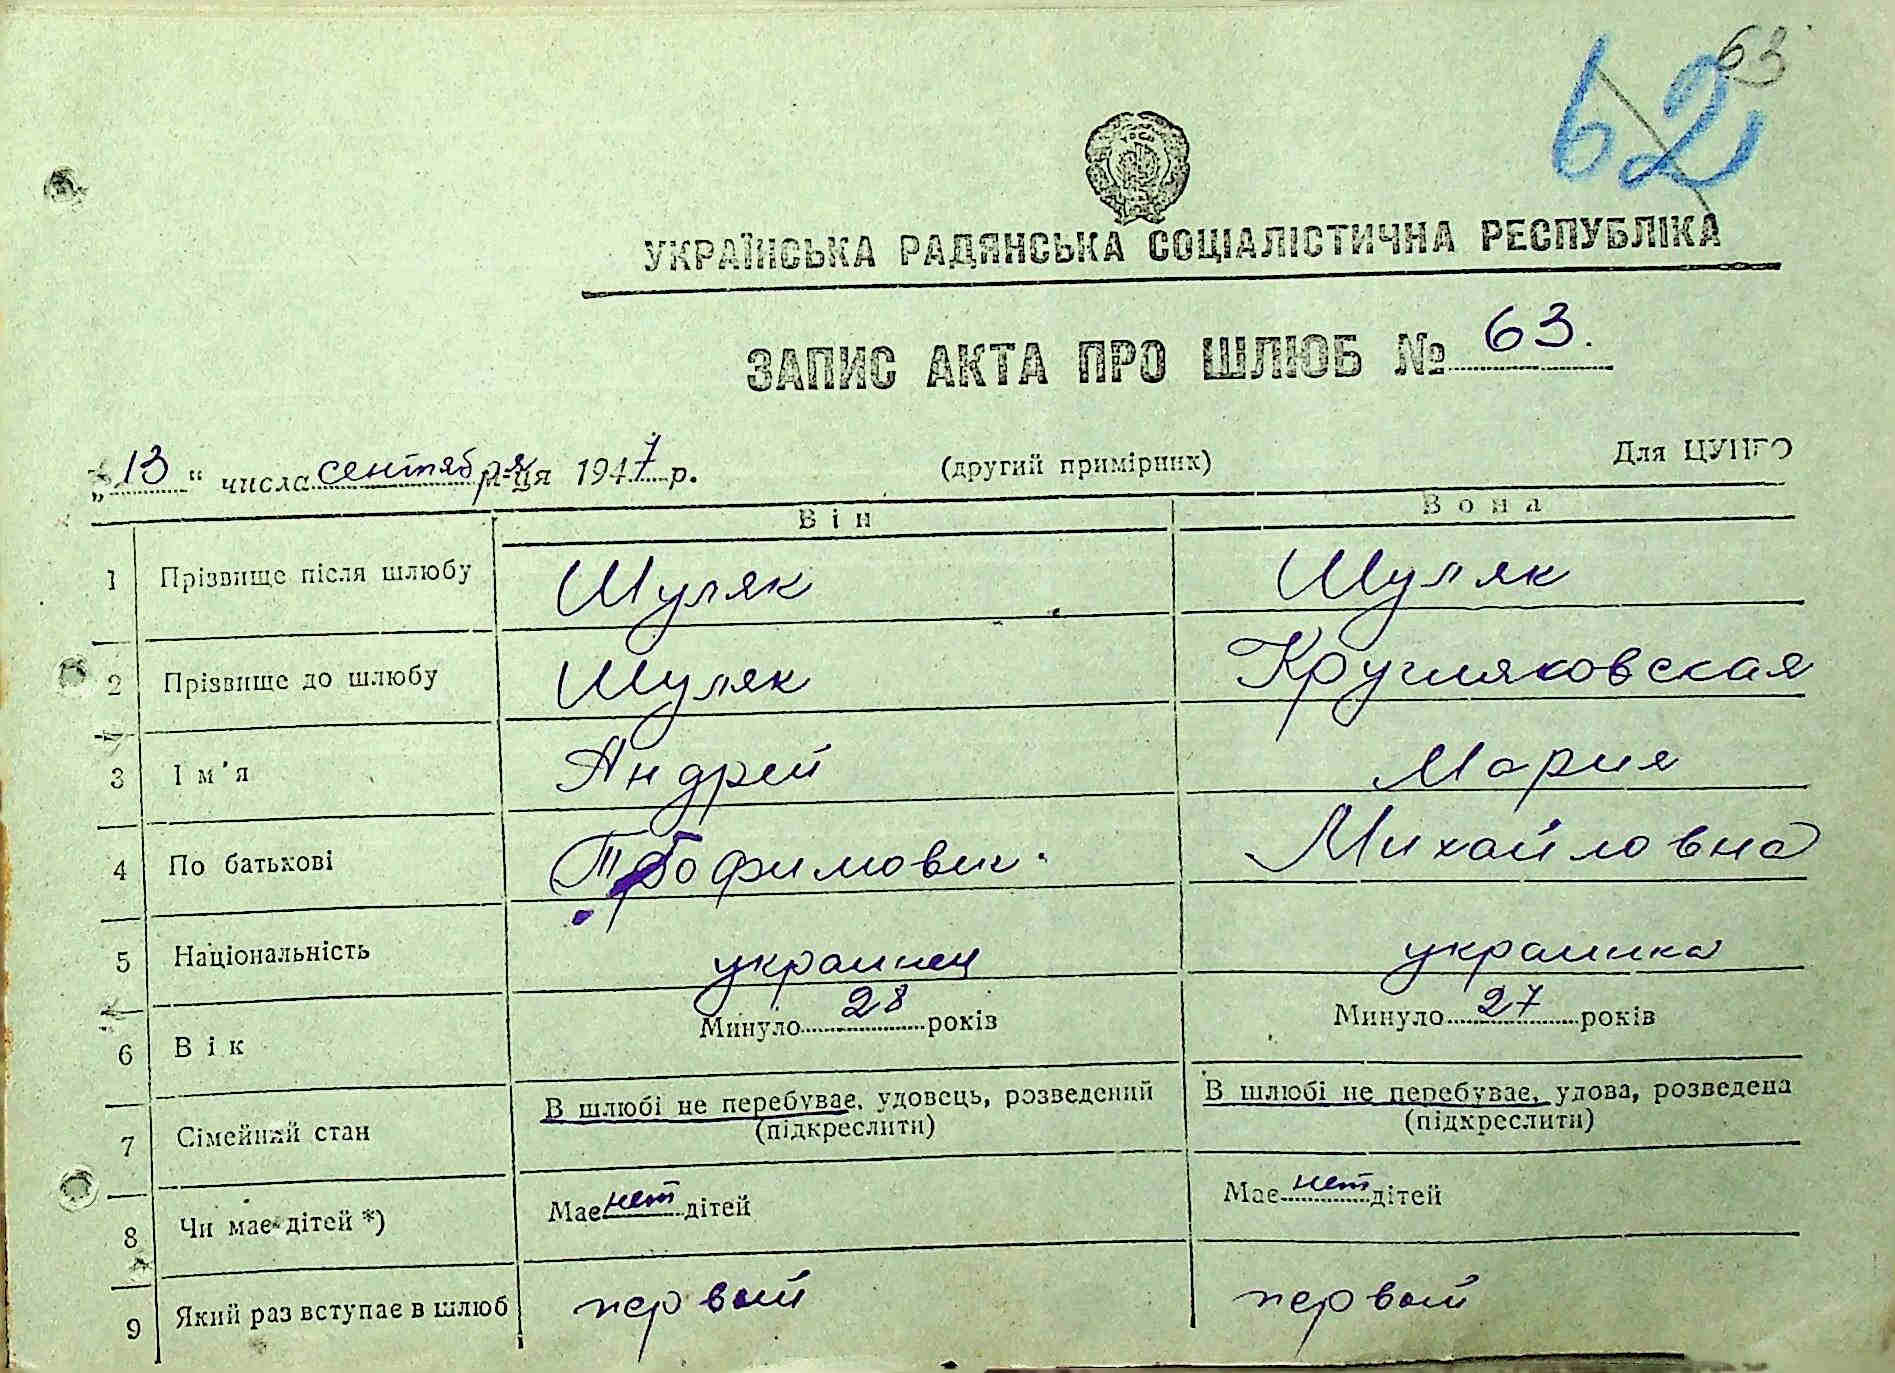 63
62
УКРАЇНСЬКА РАДЯНСЬКА СОЦІАЛІСТИЧНА РЕСПУБЛІКА
ЗАПИС АКТА ПРО ШЛЮБ № 63.
„13“ числа сентября ця 1947 р. (другий примірник) Для ЦУНГО
Він Вона
1 Прізвище після шлюбу Шуляк Шуляк
2 Прізвище до шлюбу Шуляк Кругляковская
3 Ім'я Андрей Мария
4 По батькові Трофимович Михайловна
5 Національність украинец украинка
6 Вік Минуло 28 років Минуло 27 років
7 Сімейний стан В шлюбі не перебуває, удовець, розведений В шлюбі не перебуває, удова, розведена
(підкреслити) (підкреслити)
8 Чи має дітей *) Має нет дітей Має нет дітей
9 Який раз вступає в шлюб первый первый